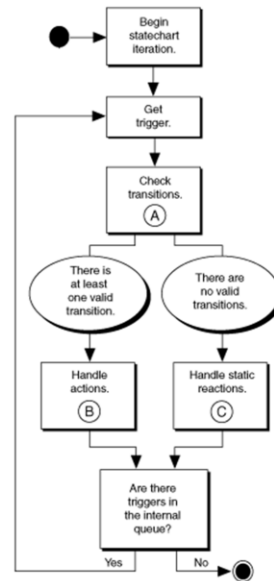 Begin
statechart
iteration.
Get
trigger.
Check
transitions.
A
There is
at least
one valid
transition.
There are
no valid
transitions.
Handle
actions.
B
Handle static
reactions.
C
Are there
triggers in
the internal
queue?
Yes
No